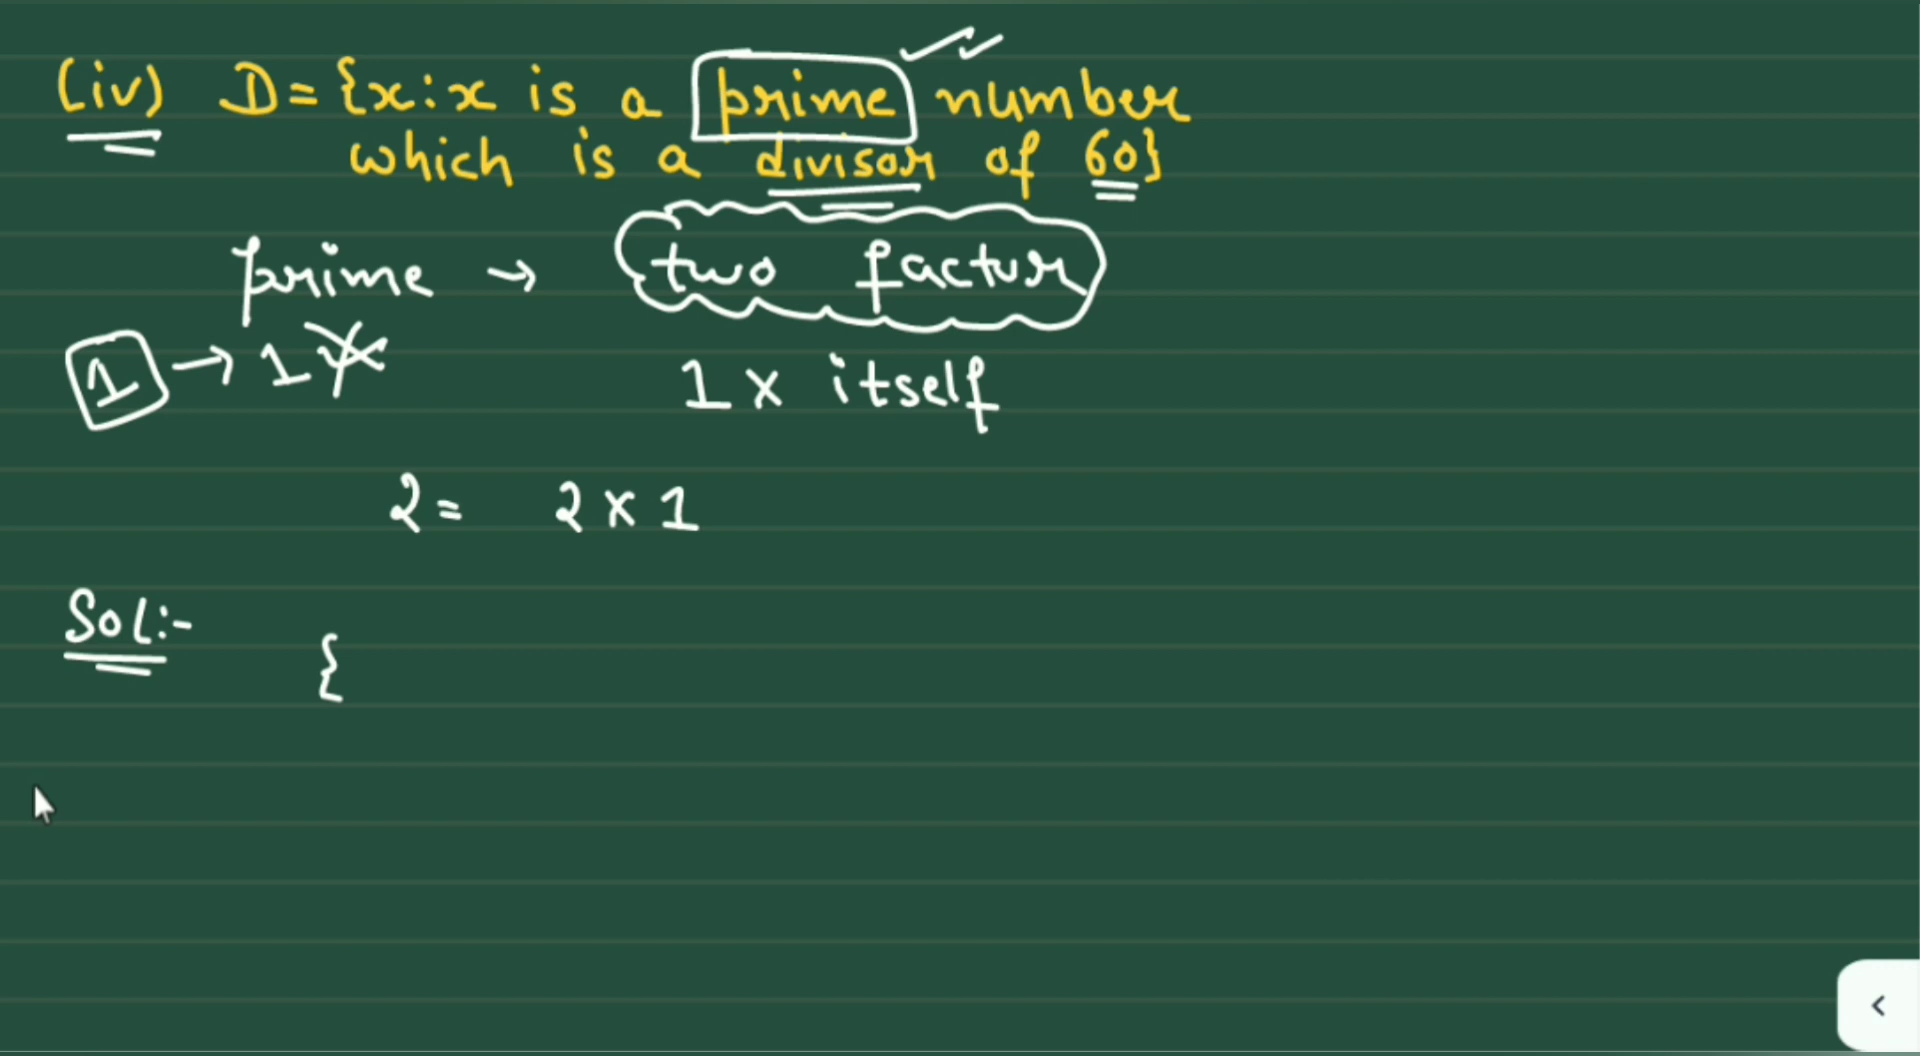 (iv) D = {x : x is a prime number
which is a divisor of 60}
prime → two factor
1 → 1 x
1 x itself
2 = 2 x 1
Sol:-
{